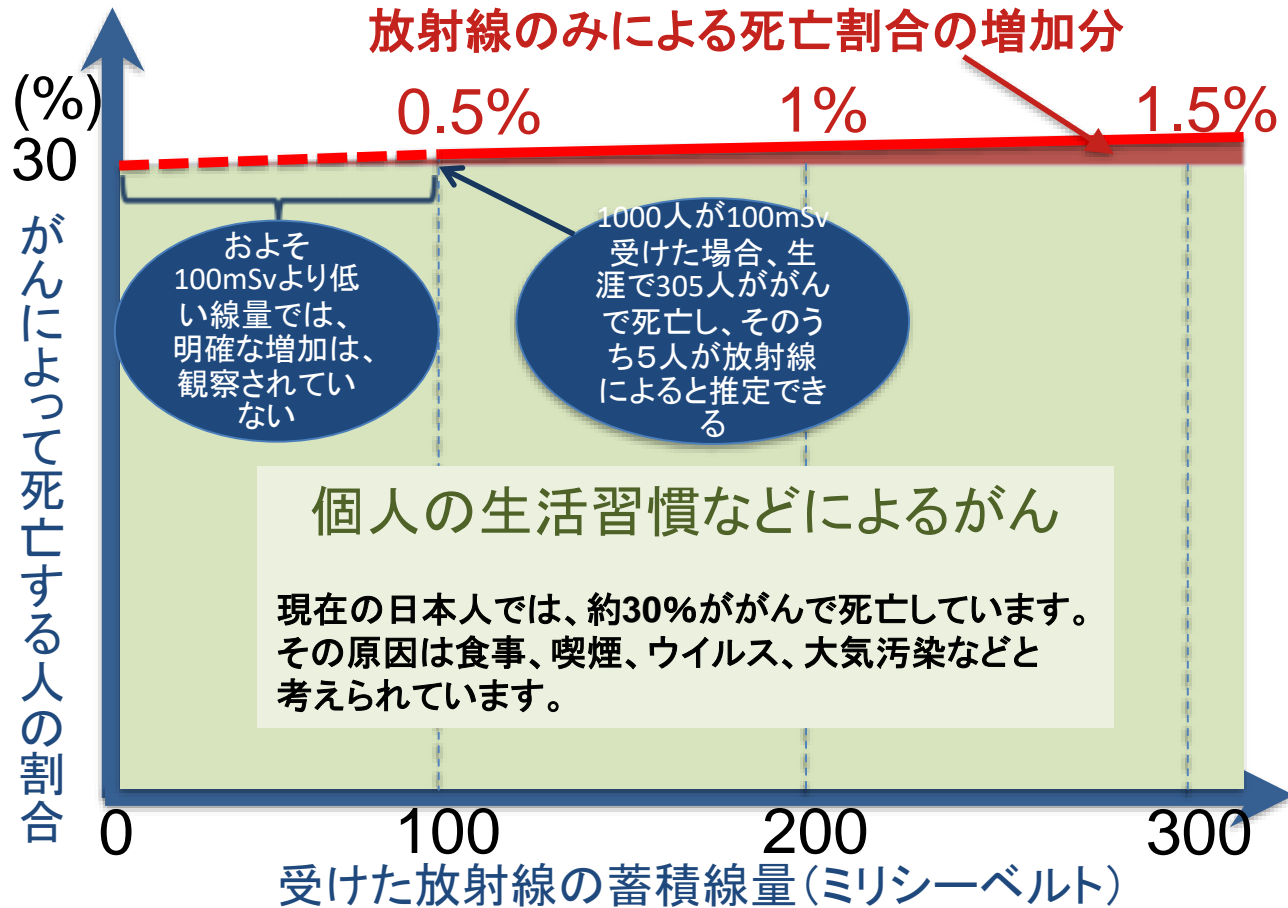 放射線のみによる死亡割合の増加分
(%)
0.5%
1%
1.5%
30
がんによって死亡する人の割合
およそ
100mSvより低
い線量では、
明確な増加は、
観察されてい
ない
1000人が100mSv
受けた場合、生
涯で305人ががん
で死亡し、そのう
ち5人が放射線
によると推定でき
る
個人の生活習慣などによるがん
現在の日本人では、約30%ががんで死亡しています。
その原因は食事、喫煙、ウイルス、大気汚染などと
考えられています。
0
100
200
300
受けた放射線の蓄積線量(ミリシーベルト)